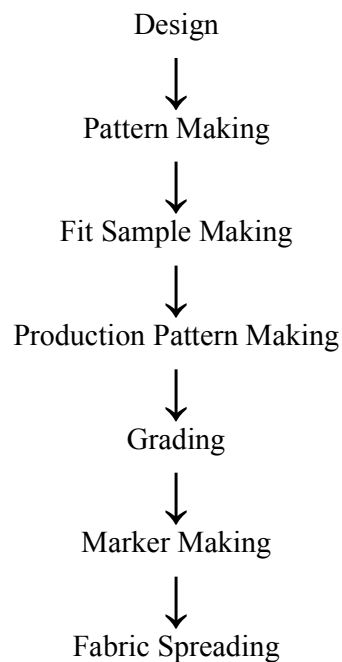 Design
Pattern Making
Fit Sample Making
Production Pattern Making
Grading
Marker Making
Fabric Spreading